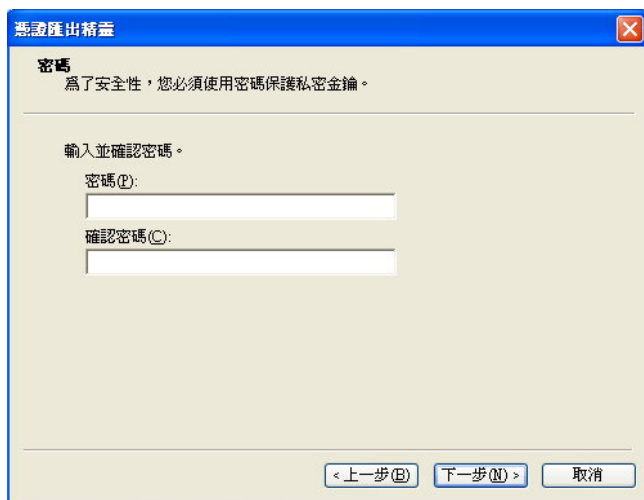 憑證匯出精靈
密碼
爲了安全性，您必須使用密碼保護私密金鑰。
輸入並確認密碼。
密碼(P):
確認密碼(C):
<上一步(B) 下一步(N)> 取消